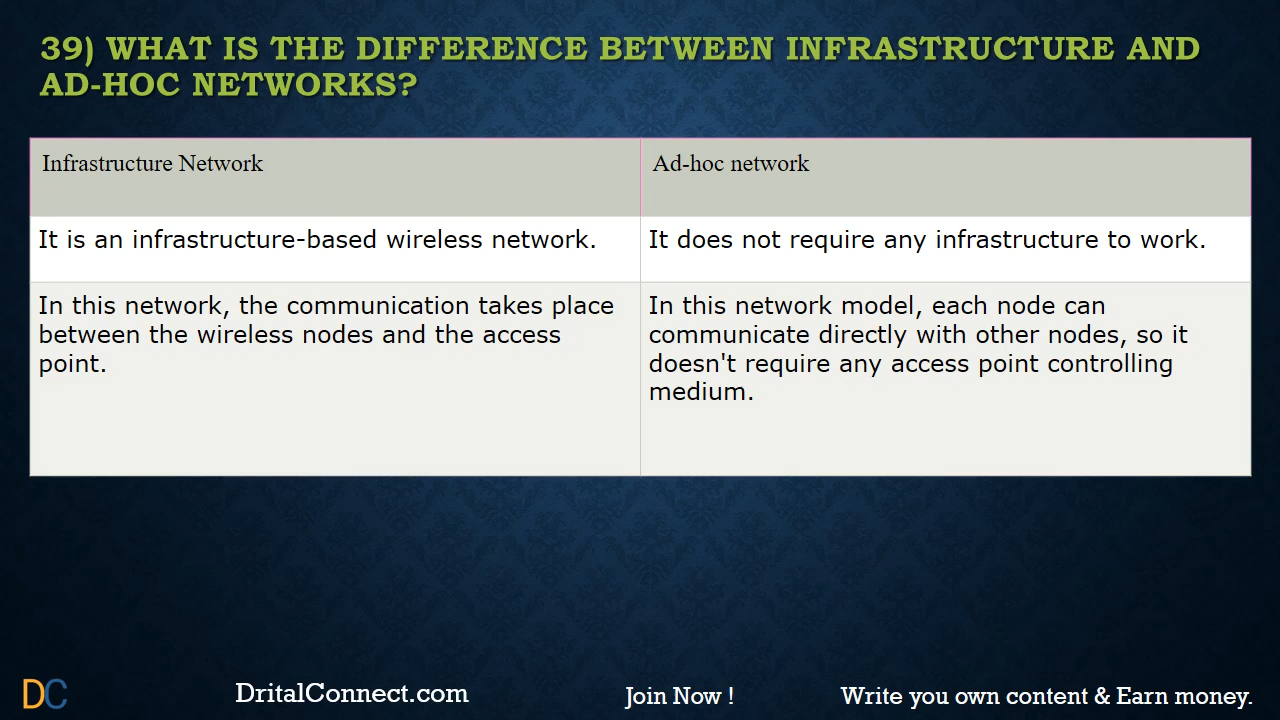 39) WHAT IS THE DIFFERENCE BETWEEN INFRASTRUCTURE AND
AD-HOC NETWORKS?
Infrastructure Network
Ad-hoc network
It is an infrastructure-based wireless network.
It does not require any infrastructure to work.
In this network, the communication takes place
between the wireless nodes and the access
point.
In this network model, each node can
communicate directly with other nodes, so it
doesn't require any access point controlling
medium.
DC
DritalConnect.com
Join Now !
Write you own content & Earn money.